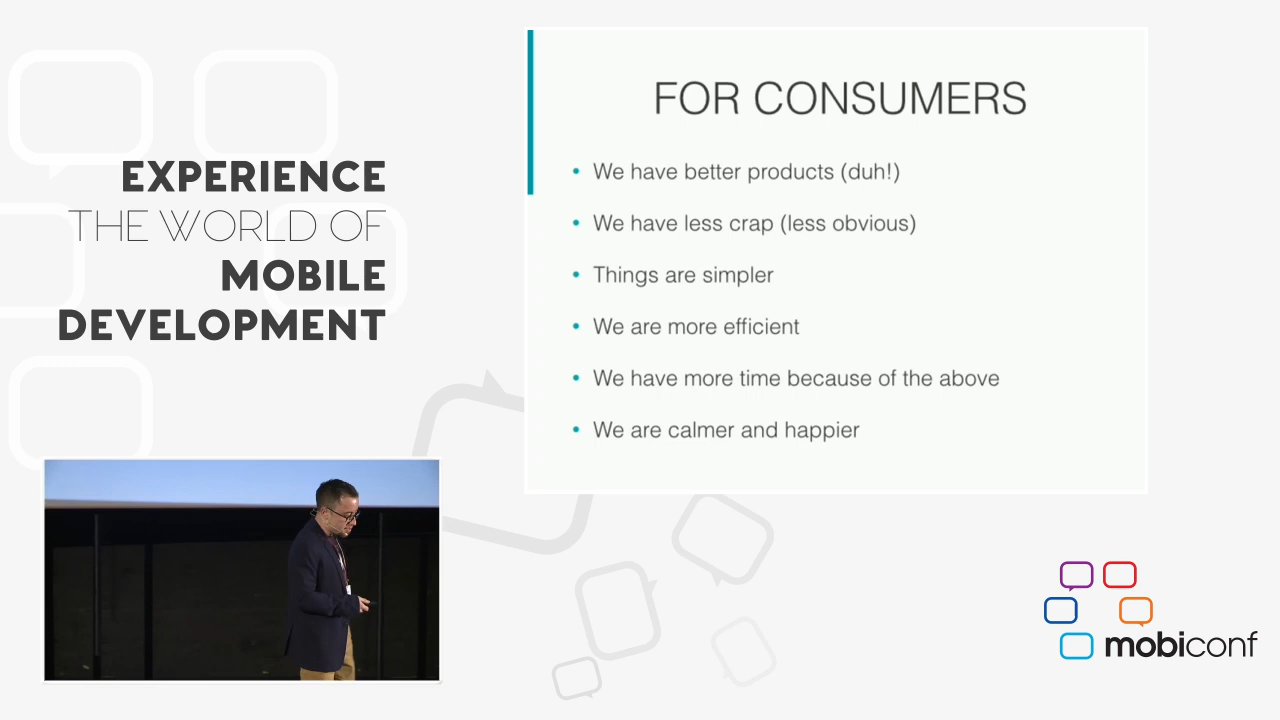 EXPERIENCE
THE WORLD OF
MOBILE
DEVELOPMENT
FOR CONSUMERS
• We have better products (duh!)
• We have less crap (less obvious)
• Things are simpler
• We are more efficient
• We have more time because of the above
• We are calmer and happier
mobiconf